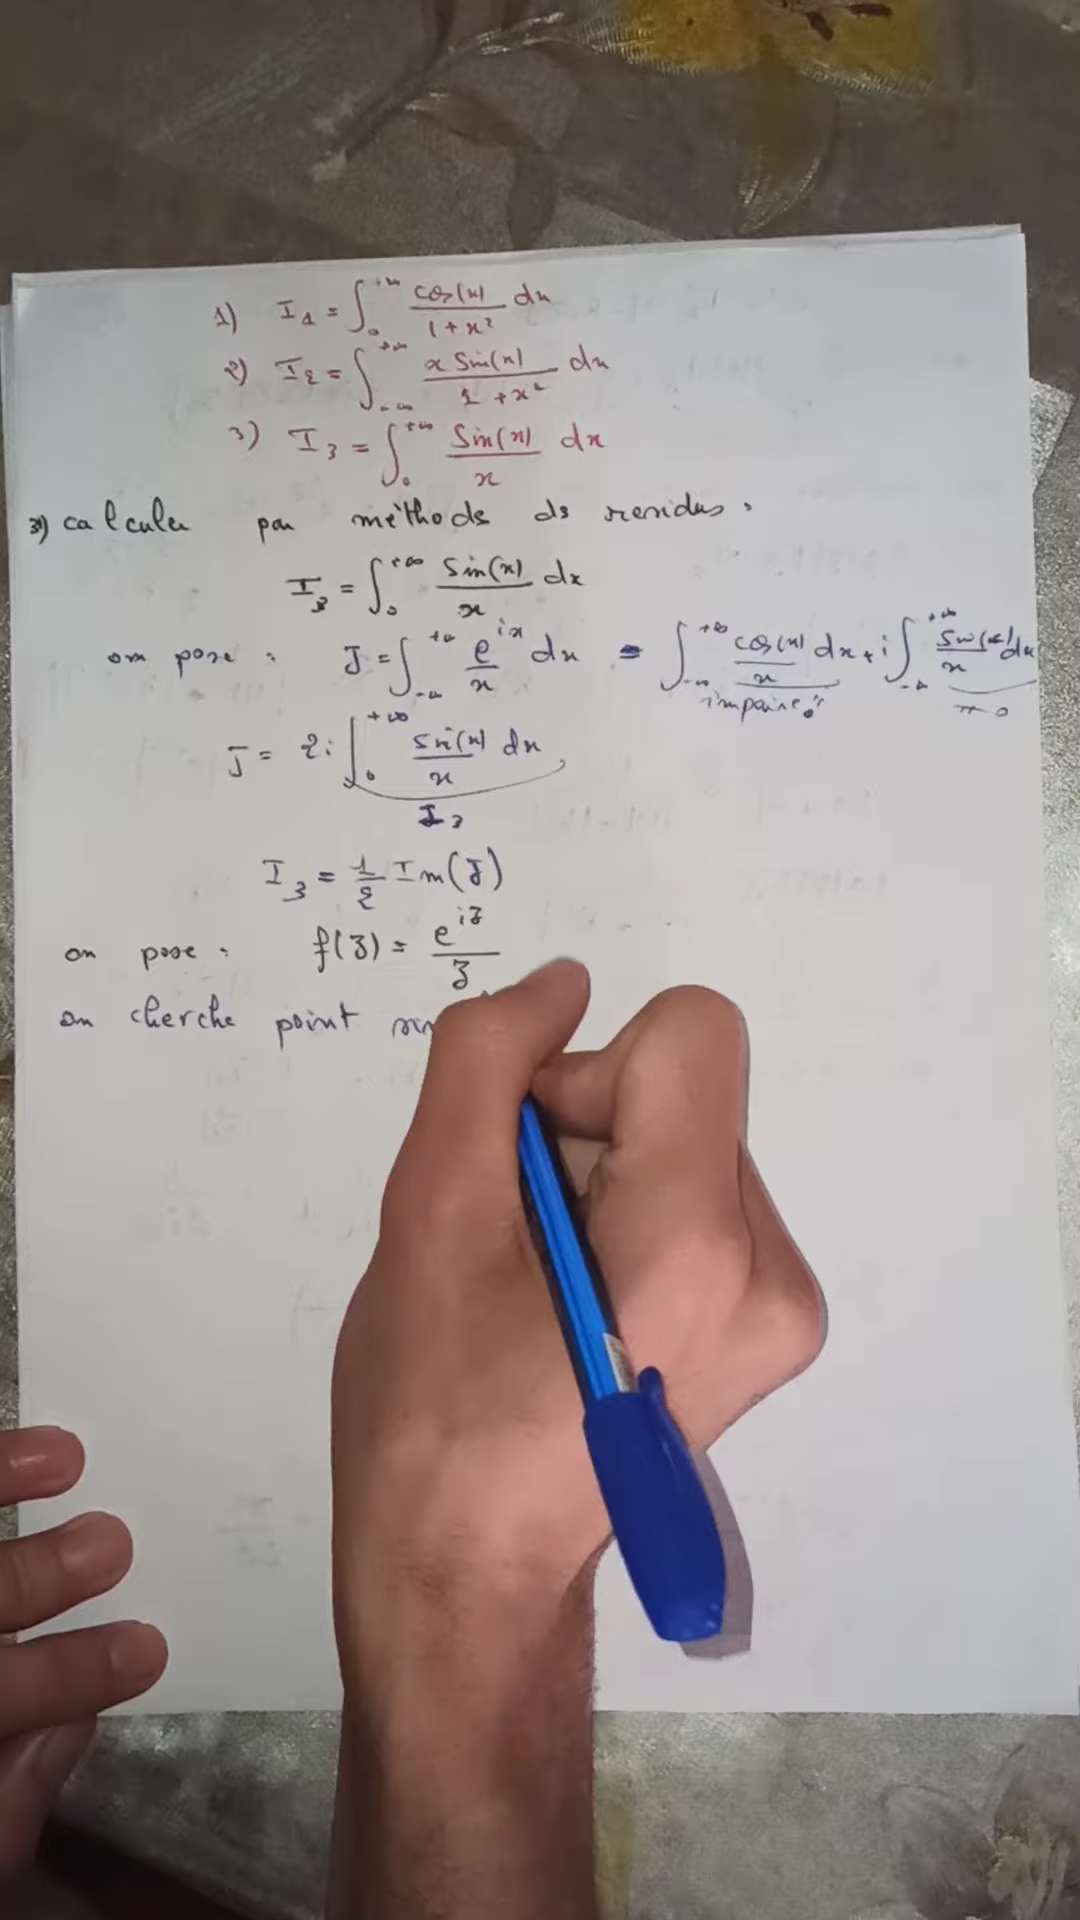 1) I₁ = ∫₀^{+∞} cos(x)/(1+x²) dx
2) I₂ = ∫_{-∞}^{+∞} x sin(x)/(1+x²) dx
3) I₃ = ∫₀^{+∞} sin(x)/x dx
3) calculer par méthode de residus :
I₃ = ∫₀^{+∞} sin(x)/x dx
on pose : J = ∫_{-∞}^{+∞} e^{ix}/x dx = ∫_{-∞}^{+∞} cos(x)/x dx + i ∫_{-∞}^{+∞} sin(x)/x dx
impaire
J = 2i ∫₀^{+∞} sin(x)/x dx
I₃
I₃ = 1/2 Im(J)
on pose : f(z) = e^{iz}/z
on cherche point